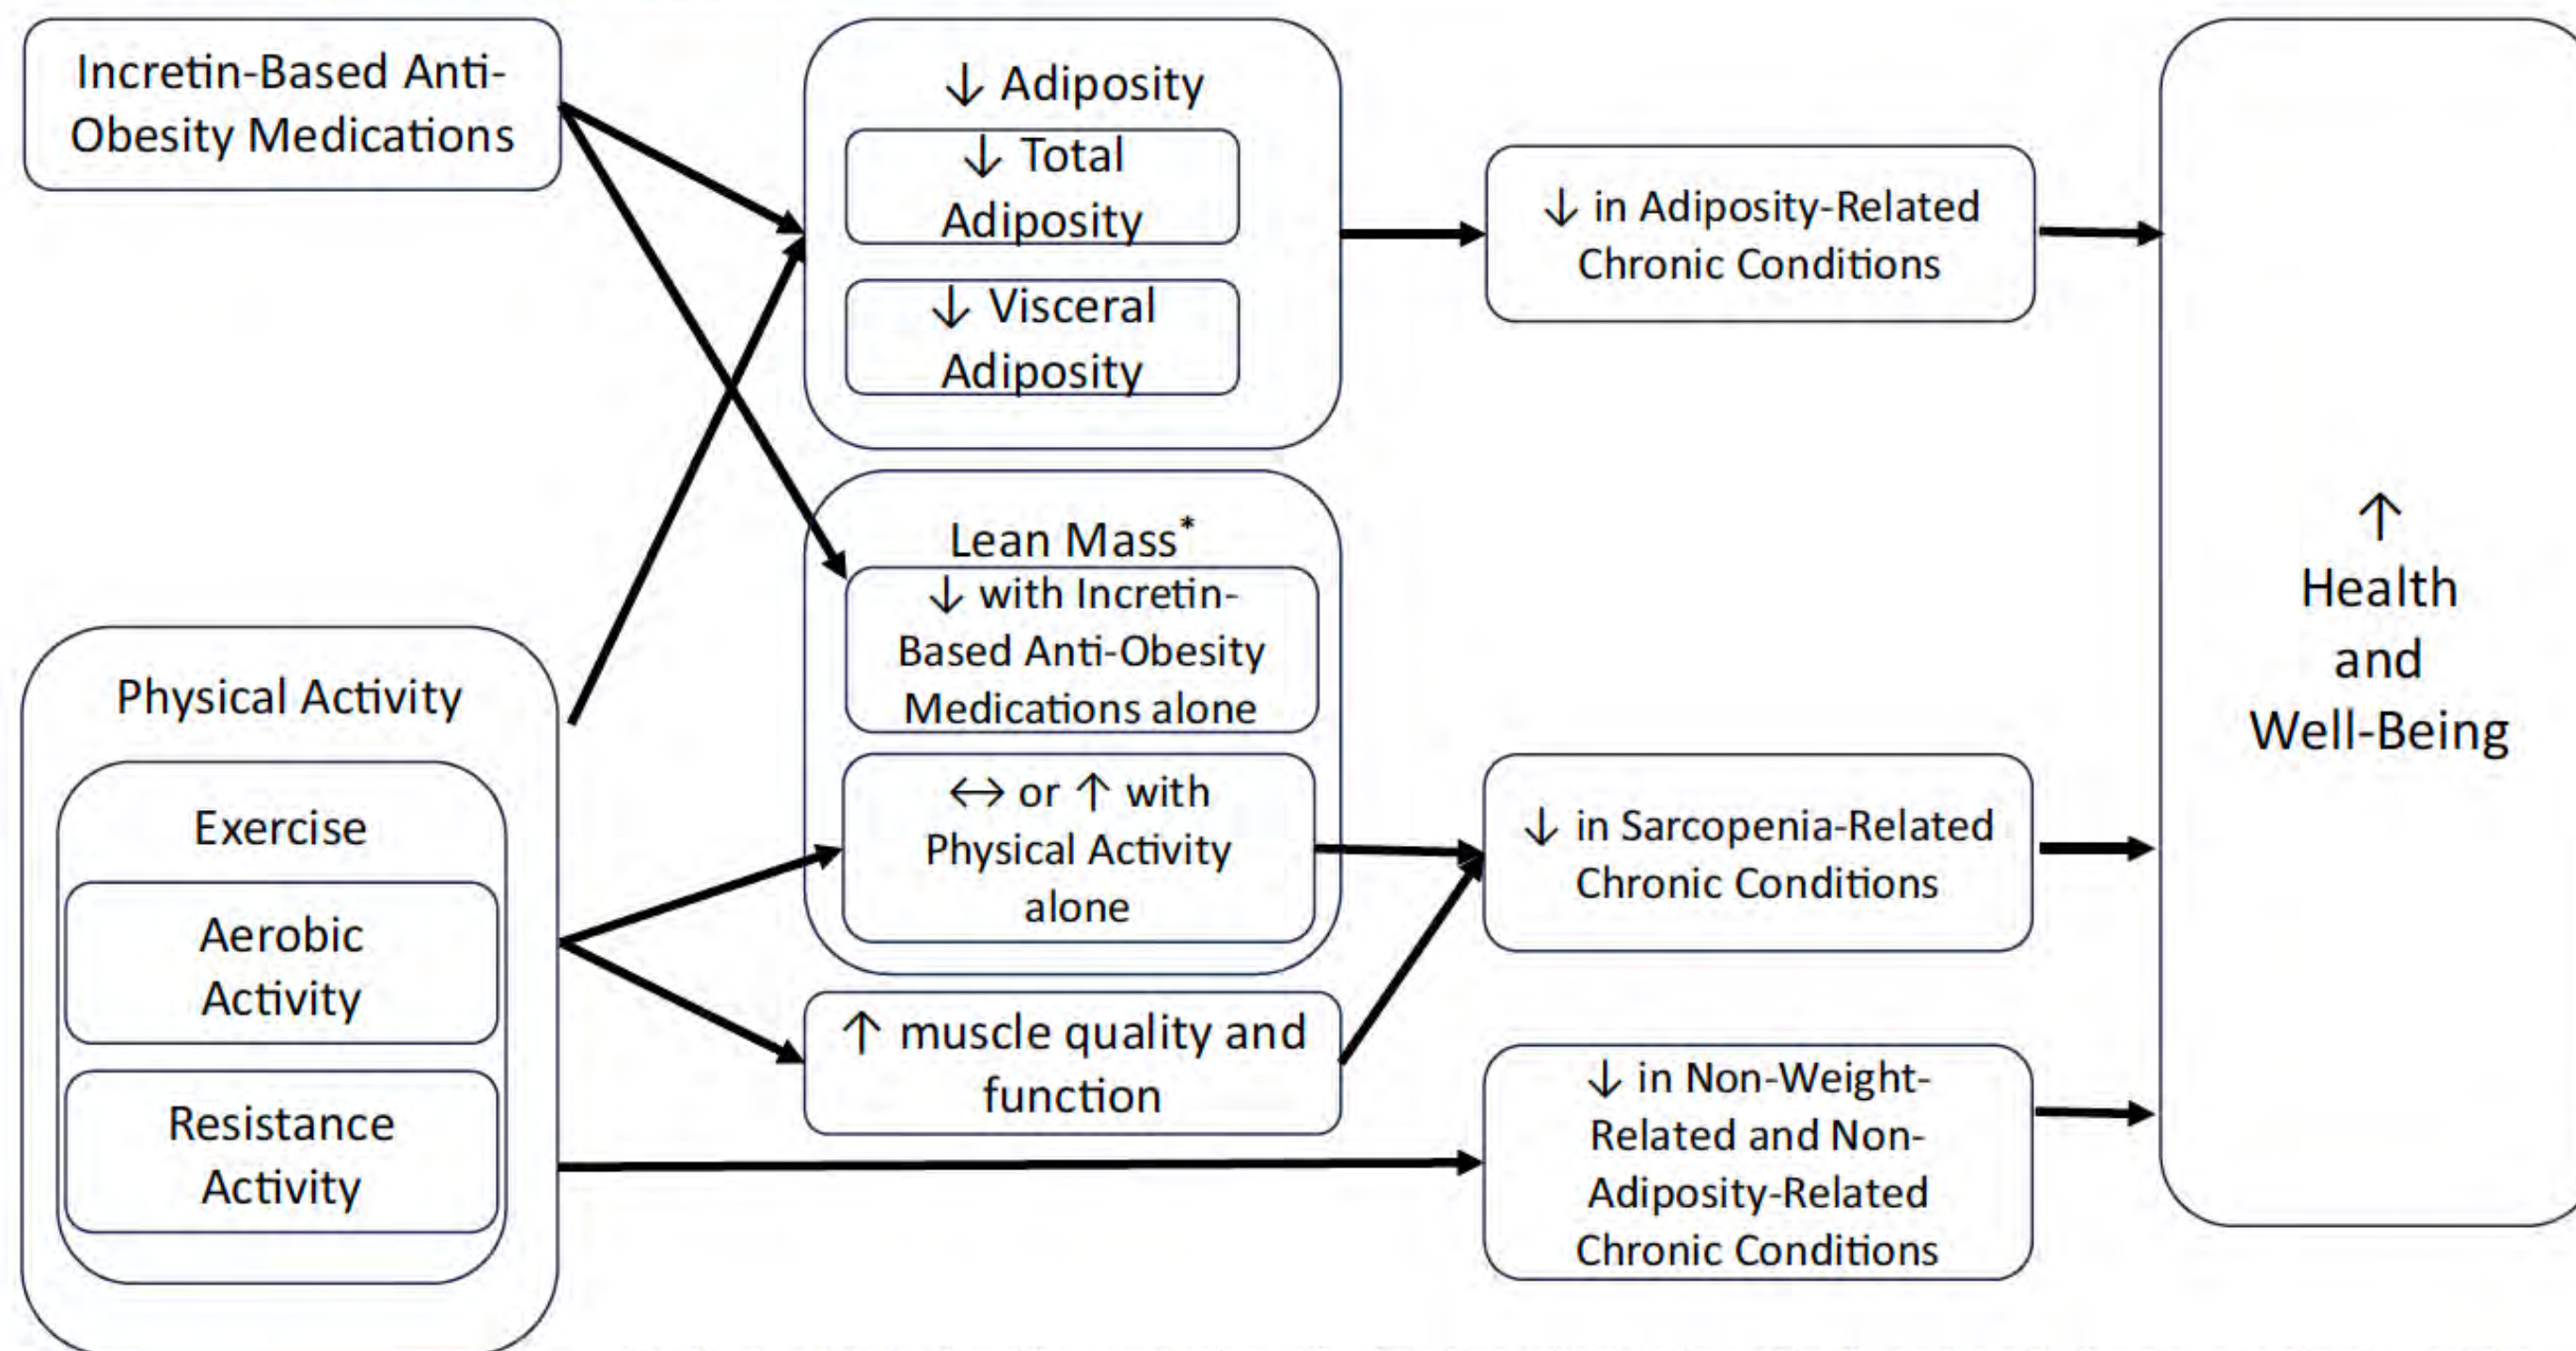 Incretin-Based Anti-
Obesity Medications
↓ Adiposity
↓ Total
Adiposity
↓ Visceral
Adiposity
↓ in Adiposity-Related
Chronic Conditions
Lean Mass*
↓ with Incretin-
Based Anti-Obesity
Medications alone
↔ or ↑ with
Physical Activity
alone
↑ muscle quality and
function
Physical Activity
Exercise
Aerobic
Activity
Resistance
Activity
↓ in Sarcopenia-Related
Chronic Conditions
↓ in Non-Weight-
Related and Non-
Adiposity-Related
Chronic Conditions
↑
Health
and
Well-Being